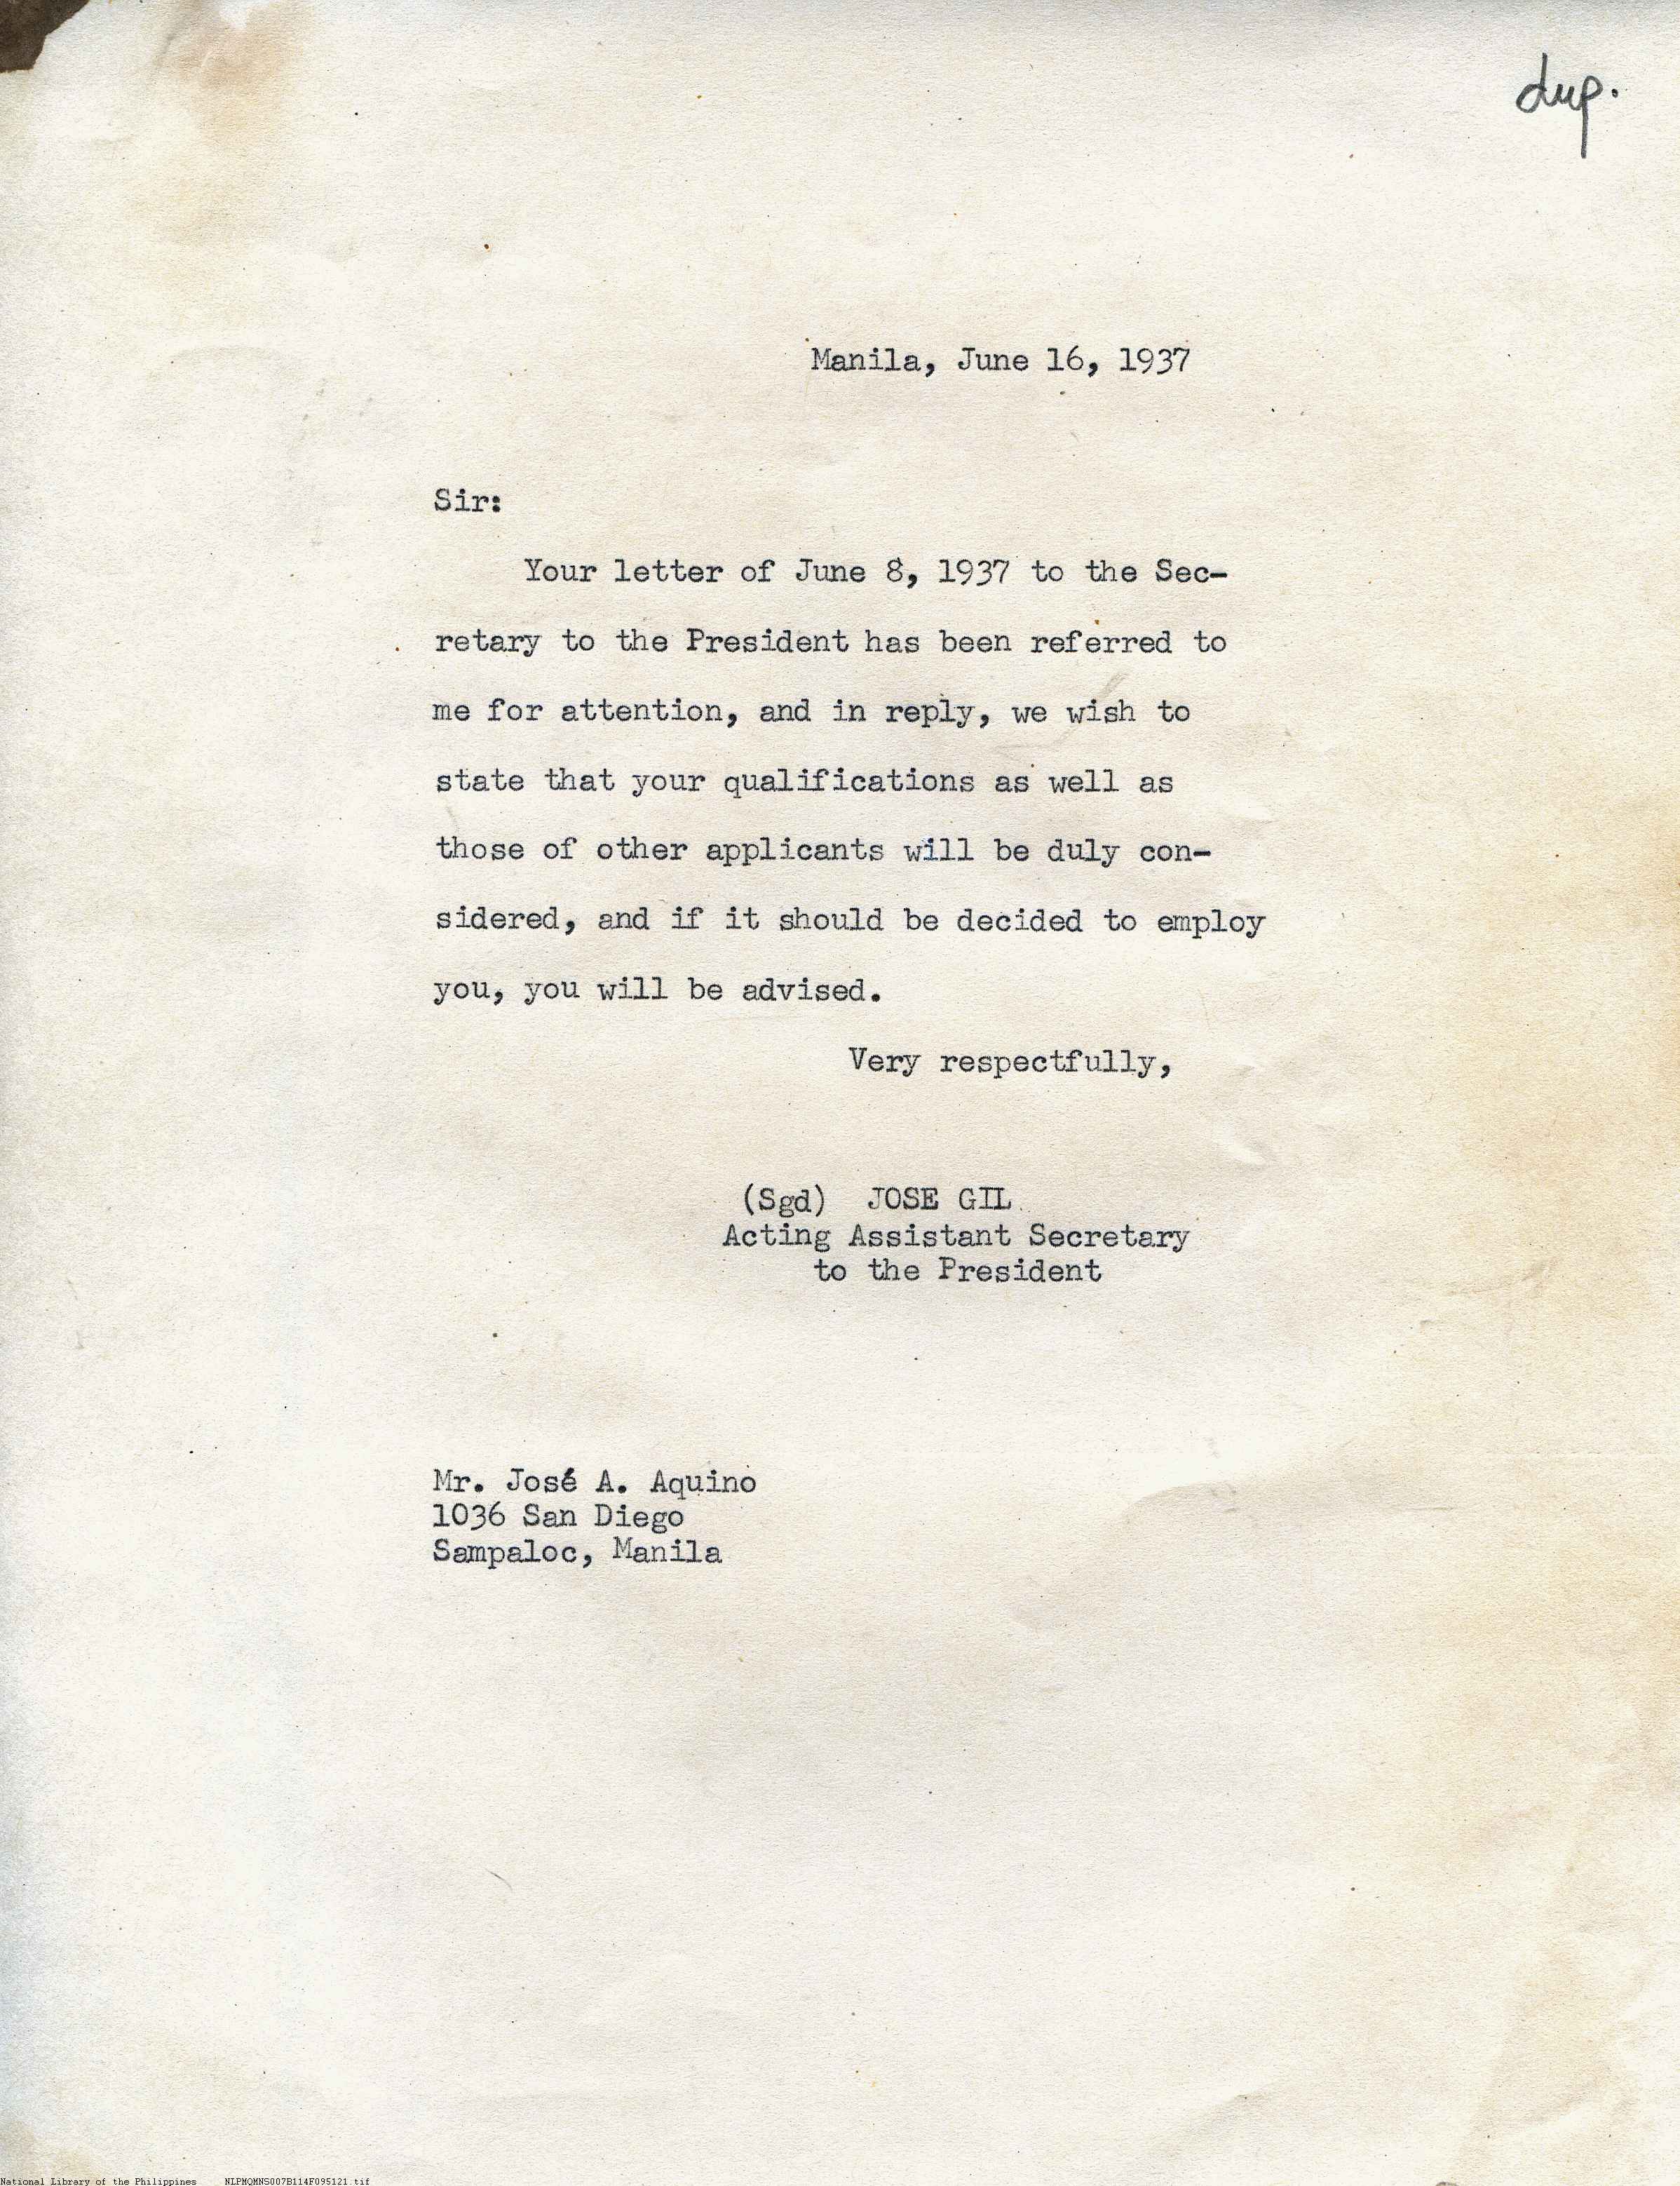 dup.
Manila, June 16, 1937
Sir:
Your letter of June 8, 1937 to the Sec-
retary to the President has been referred to
me for attention, and in reply, we wish to
state that your qualifications as well as
those of other applicants will be duly con-
sidered, and if it should be decided to employ
you, you will be advised.
Very respectfully,
(Sgd) JOSE GIL
Acting Assistant Secretary
to the President
Mr. José A. Aquino
1036 San Diego
Sampaloc, Manila
National Library of the Philippines NLPMQMNS007B114F095121.tif